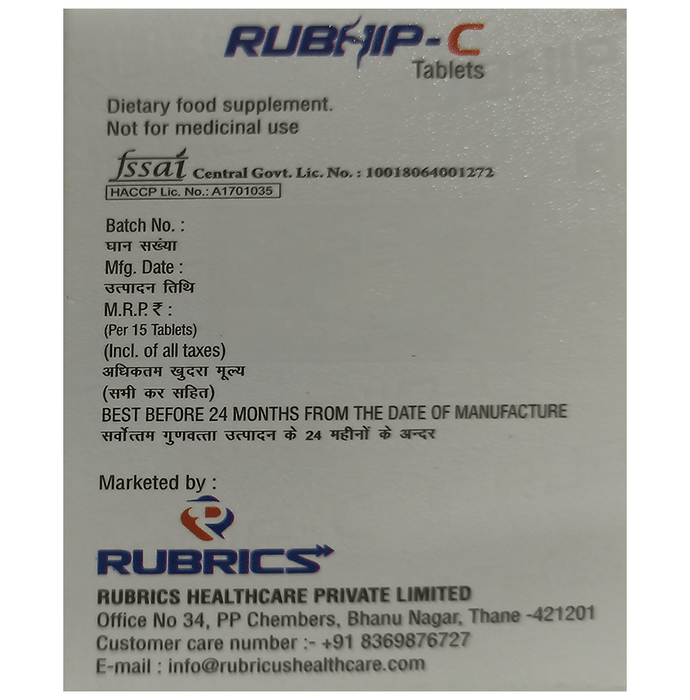 RUBHIP-C
Tablets
Dietary food supplement.
Not for medicinal use
fssai Central Govt. Lic. No. : 10018064001272
HACCP Lic. No.: A1701035
Batch No. :
घान सख्या
Mfg. Date :
उत्पादन तिथि
M.R.P. ₹ :
(Per 15 Tablets)
(Incl. of all taxes)
अधिकतम खुदरा मूल्य
(सभी कर सहित)
BEST BEFORE 24 MONTHS FROM THE DATE OF MANUFACTURE
सर्वोत्तम गुणवत्ता उत्पादन के 24 महीनों के अन्दर
Marketed by :
RUBRICS
RUBRICS HEALTHCARE PRIVATE LIMITED
Office No 34, PP Chembers, Bhanu Nagar, Thane -421201
Customer care number :- +91 8369876727
E-mail : info@rubricushealthcare.com